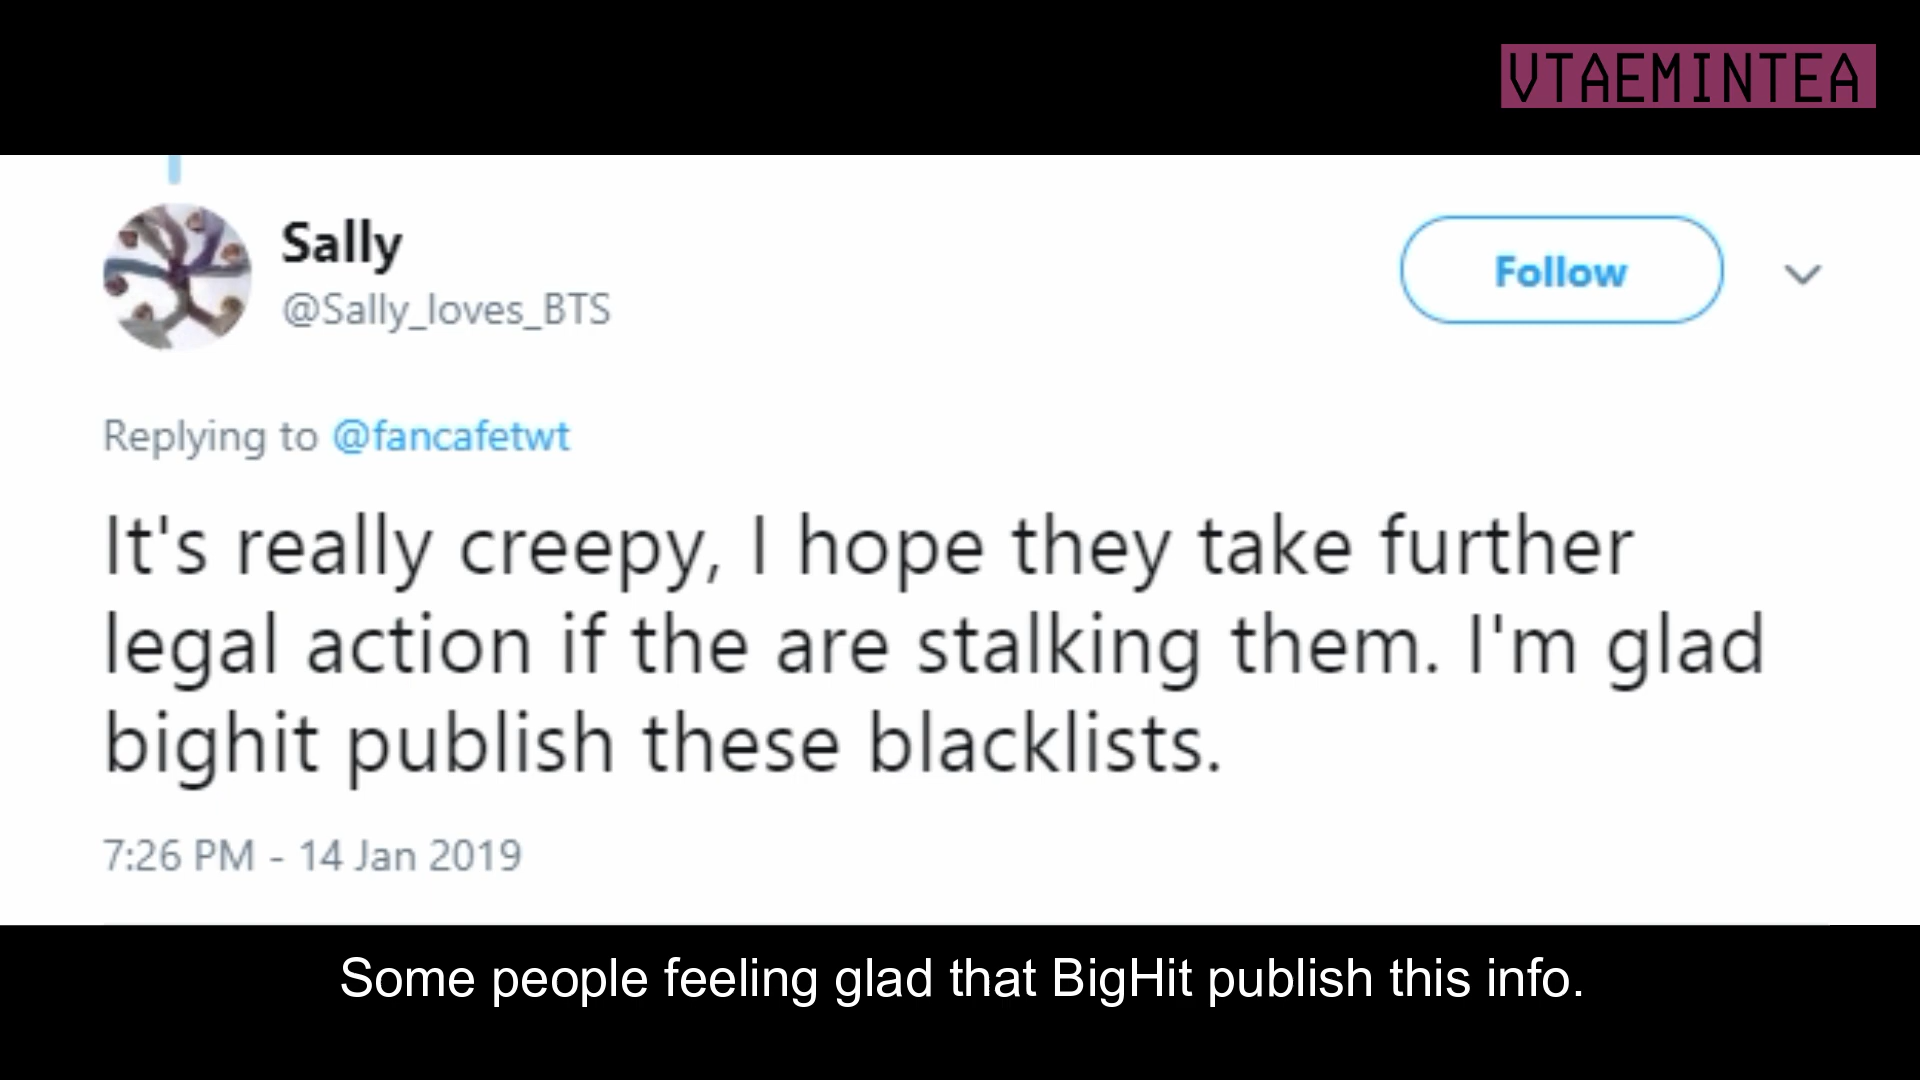 VTAEMINTEA
Sally
@Sally_loves_BTS
Follow
Replying to @fancafetwt
It's really creepy, I hope they take further
legal action if the are stalking them. I'm glad
bighit publish these blacklists.
7:26 PM - 14 Jan 2019
Some people feeling glad that BigHit publish this info.